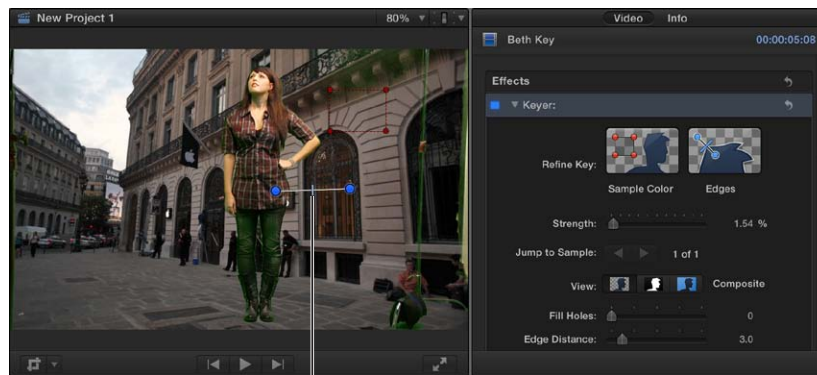 New Project 1
80%
Video Info
Beth Key
00:00:05:08
Effects
Keyer:
Refine Key:
Sample Color
Edges
Strength:
1.54 %
Jump to Sample:
1 of 1
View:
Composite
Fill Holes:
0
Edge Distance:
3.0